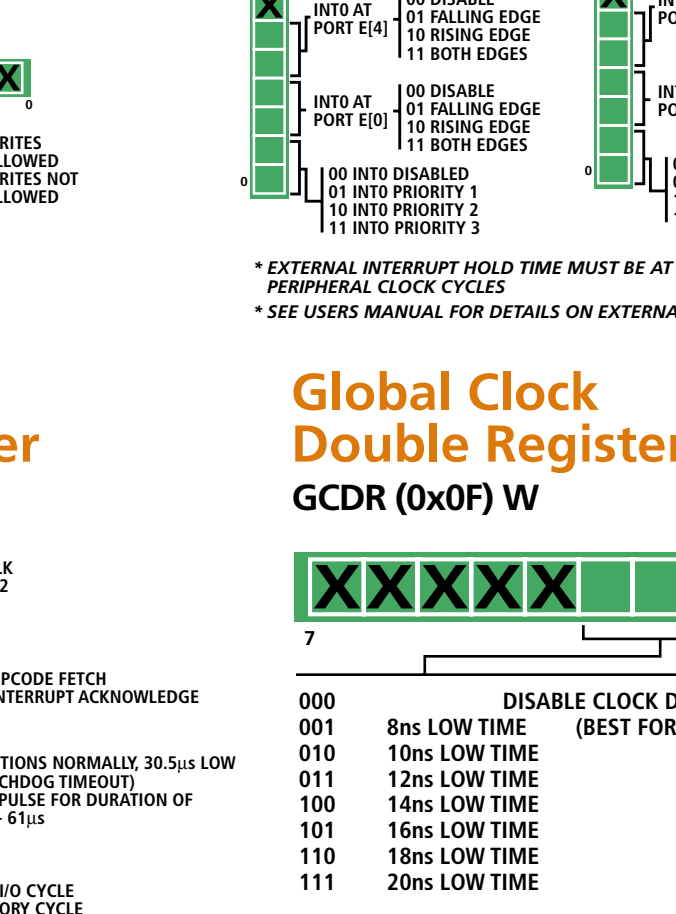 X
0
RITES
LLOWED
RITES NOT
LLOWED
X
INT0 AT
PORT E[4]
00 DISABLE
01 FALLING EDGE
10 RISING EDGE
11 BOTH EDGES
INT0 AT
PORT E[0]
00 DISABLE
01 FALLING EDGE
10 RISING EDGE
11 BOTH EDGES
0
00 INT0 DISABLED
01 INT0 PRIORITY 1
10 INT0 PRIORITY 2
11 INTO PRIORITY 3
X
PO
INT
PO
0
* EXTERNAL INTERRUPT HOLD TIME MUST BE AT
PERIPHERAL CLOCK CYCLES
* SEE USERS MANUAL FOR DETAILS ON EXTERNA
er
LK
2
PCODE FETCH
NTERRUPT ACKNOWLEDGE
TIONS NORMALLY, 30.5μs LOW
CHDOG TIMEOUT)
PULSE FOR DURATION OF
- 61μs
I/O CYCLE
ORY CYCLE
Global Clock
Double Register
GCDR (0x0F) W
X X X X X
7
000 DISABLE CLOCK D
001 8ns LOW TIME (BEST FOR
010 10ns LOW TIME
011 12ns LOW TIME
100 14ns LOW TIME
101 16ns LOW TIME
110 18ns LOW TIME
111 20ns LOW TIME